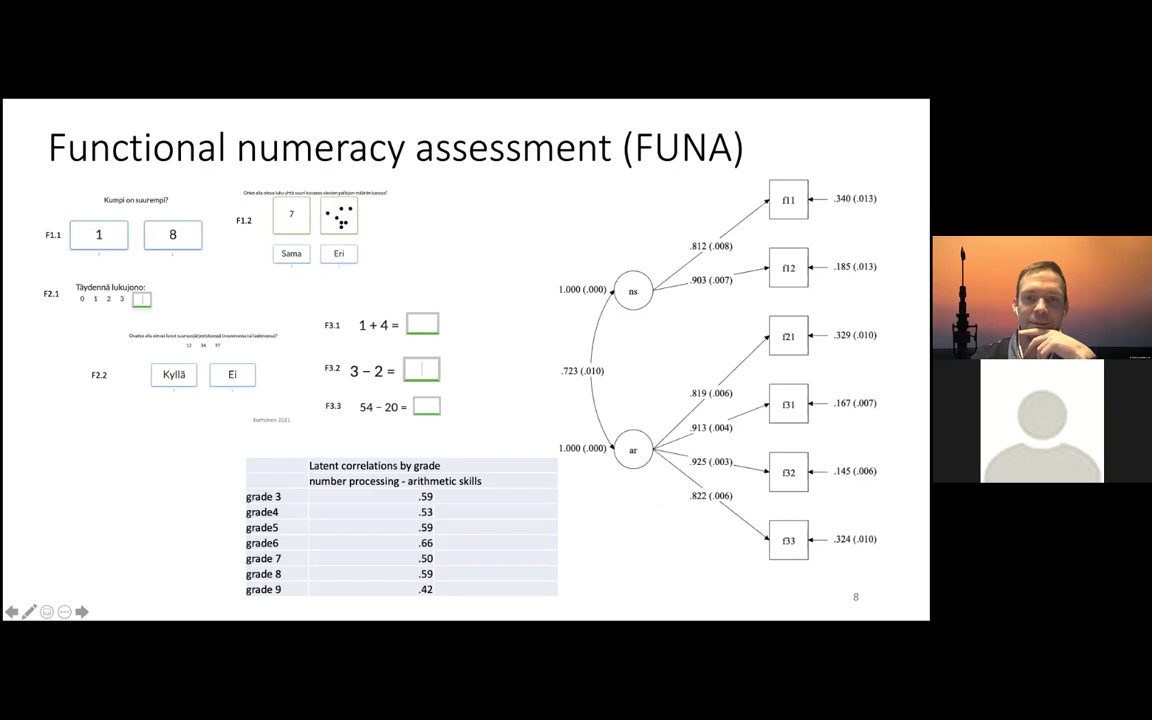 Functional numeracy assessment (FUNA)
Kumpi on suurempi?
F1.1
1
8
F1.2
7
Sama
Eri
F2.1
Täydennä lukujono:
0 1 2 3
12 34 97
F2.2
Kyllä
Ei
F3.1
1 + 4 =
F3.2
3 − 2 =
F3.3
54 − 20 =
Korhonen 2021
Latent correlations by grade
number processing - arithmetic skills
grade 3 .59
grade4 .53
grade5 .59
grade6 .66
grade 7 .50
grade 8 .59
grade 9 .42
f11
.340 (.013)
.812 (.008)
f12
.185 (.013)
.903 (.007)
1.000 (.000)
ns
f21
.329 (.010)
.723 (.010)
.819 (.006)
f31
.167 (.007)
.913 (.004)
1.000 (.000)
ar
.925 (.003)
f32
.145 (.006)
.822 (.006)
f33
.324 (.010)
8